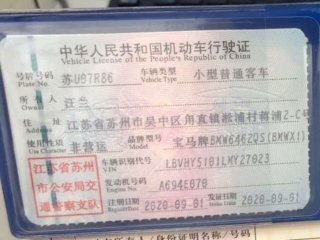 中华人民共和国机动车行驶证
Vehicle License of the People's Republic of China
号牌号码 苏U97R86 车辆类型 小型普通客车
Plate No. Vehicle Type
所有人 汪兰
Owner
住址 江苏省苏州市吴中区甪直镇淞浦村蒋浦2-C号
Address
使用性质 非营运 品牌型号 宝马牌BMW6462QS(BMWX1)
Use Character Model
江苏省苏州 车辆识别代号 LBVHY5101LMY27023
市公安局交 VIN
通警察支队 发动机号码 A694E070
Engine No.
注册日期 2020-09-01 发证日期 2020-09-01
Register Date Issue Date